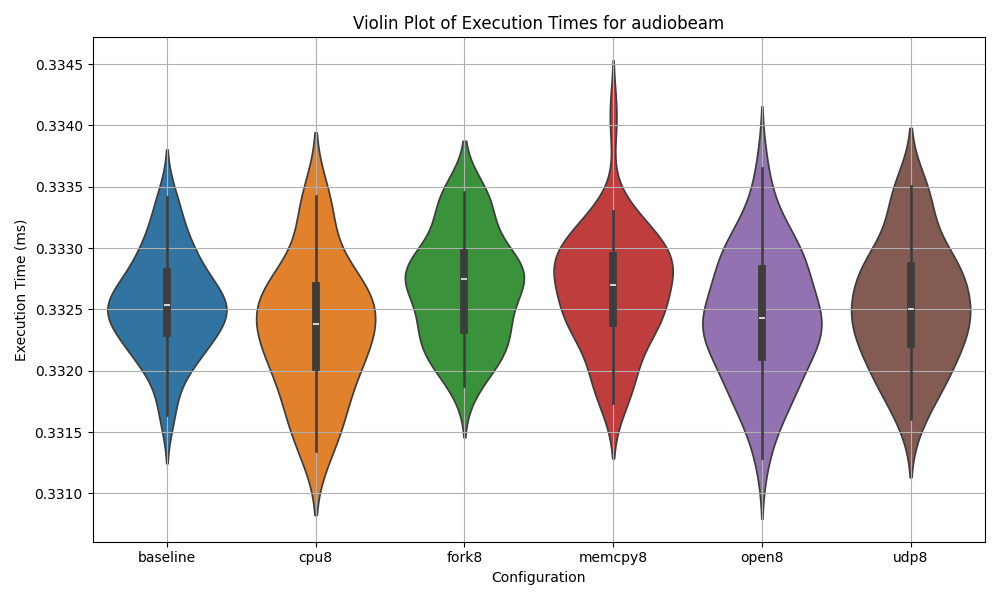 Violin Plot of Execution Times for audiobeam
0.3345
0.3340
0.3335
0.3330
0.3325
0.3320
0.3315
0.3310
Execution Time (ms)
baseline cpu8 fork8 memcpy8 open8 udp8
Configuration